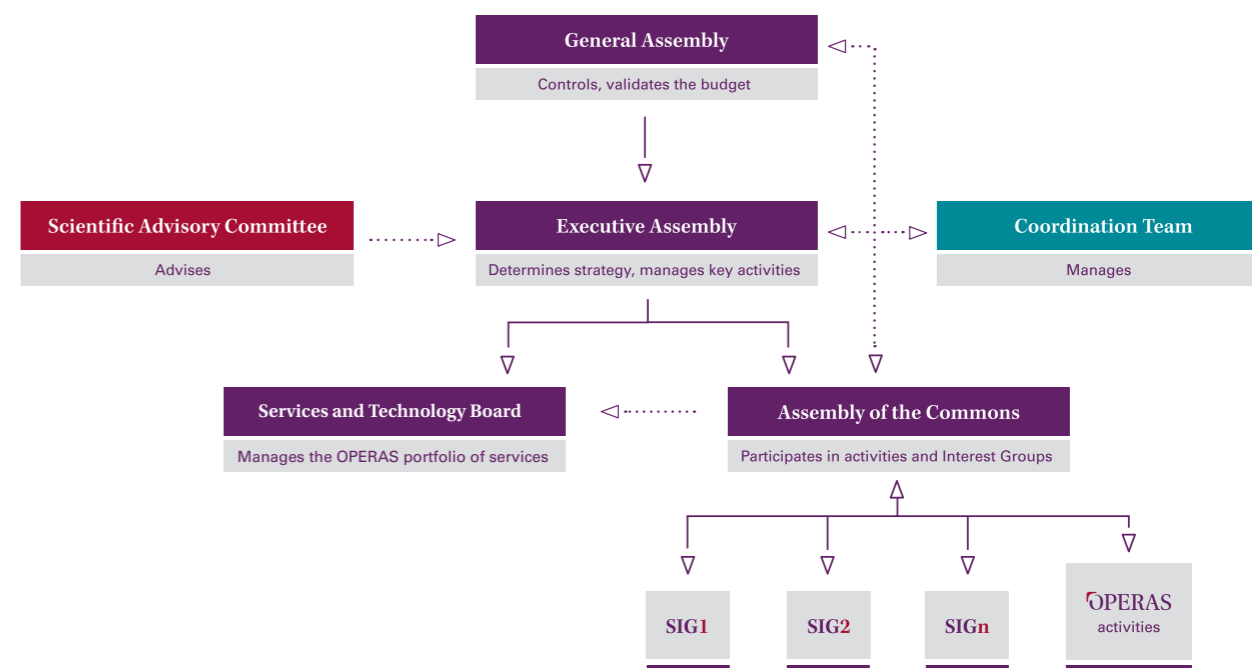 General Assembly
Controls, validates the budget
Scientific Advisory Committee
Advises
Executive Assembly
Determines strategy, manages key activities
Coordination Team
Manages
Services and Technology Board
Manages the OPERAS portfolio of services
Assembly of the Commons
Participates in activities and Interest Groups
SIG1
SIG2
SIGn
OPERAS
activities